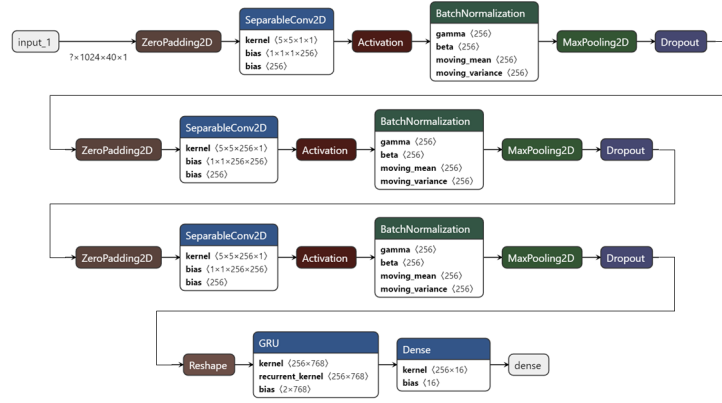 input_1
?×1024×40×1
ZeroPadding2D
SeparableConv2D
kernel ⟨5×5×1×1⟩
bias ⟨1×1×1×256⟩
bias ⟨256⟩
Activation
BatchNormalization
gamma ⟨256⟩
beta ⟨256⟩
moving_mean ⟨256⟩
moving_variance ⟨256⟩
MaxPooling2D
Dropout
ZeroPadding2D
SeparableConv2D
kernel ⟨5×5×256×1⟩
bias ⟨1×1×256×256⟩
bias ⟨256⟩
Activation
BatchNormalization
gamma ⟨256⟩
beta ⟨256⟩
moving_mean ⟨256⟩
moving_variance ⟨256⟩
MaxPooling2D
Dropout
ZeroPadding2D
SeparableConv2D
kernel ⟨5×5×256×1⟩
bias ⟨1×1×256×256⟩
bias ⟨256⟩
Activation
BatchNormalization
gamma ⟨256⟩
beta ⟨256⟩
moving_mean ⟨256⟩
moving_variance ⟨256⟩
MaxPooling2D
Dropout
Reshape
GRU
kernel ⟨256×768⟩
recurrent_kernel ⟨256×768⟩
bias ⟨2×768⟩
Dense
kernel ⟨256×16⟩
bias ⟨16⟩
dense